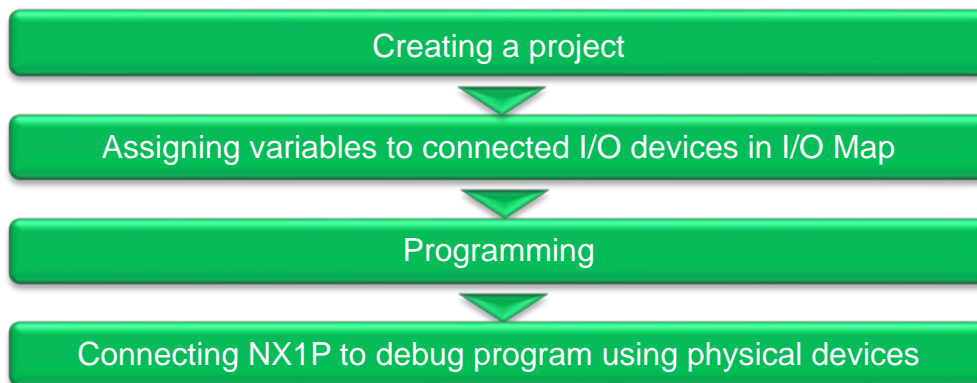 Creating a project
Assigning variables to connected I/O devices in I/O Map
Programming
Connecting NX1P to debug program using physical devices